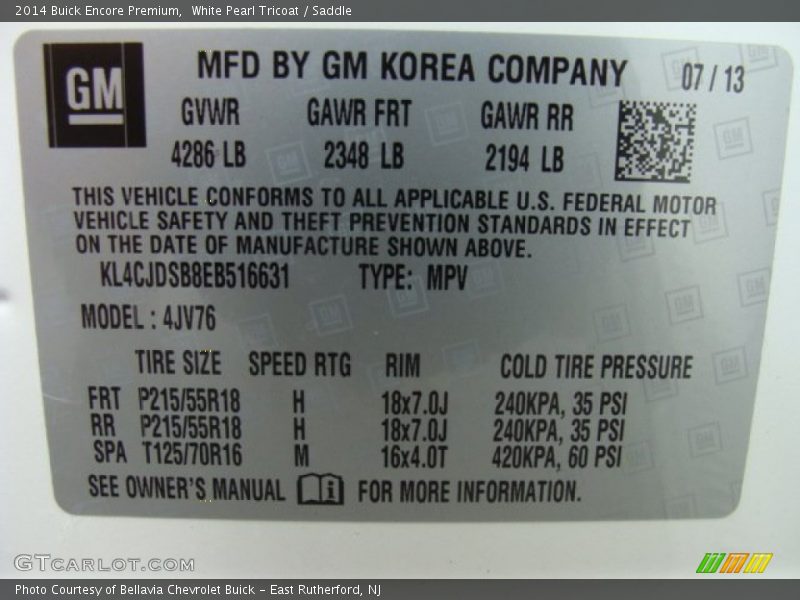 2014 Buick Encore Premium,  White Pearl Tricoat / Saddle
GM
MFD BY GM KOREA COMPANY 07 / 13
GVWR GAWR FRT GAWR RR
4286 LB 2348 LB 2194 LB
THIS VEHICLE CONFORMS TO ALL APPLICABLE U.S. FEDERAL MOTOR
VEHICLE SAFETY AND THEFT PREVENTION STANDARDS IN EFFECT
ON THE DATE OF MANUFACTURE SHOWN ABOVE.
KL4CJDSB8EB516631 TYPE: MPV
MODEL : 4JV76
TIRE SIZE SPEED RTG RIM COLD TIRE PRESSURE
FRT P215/55R18 H 18x7.0J 240KPA, 35 PSI
RR P215/55R18 H 18x7.0J 240KPA, 35 PSI
SPA T125/70R16 M 16x4.0T 420KPA, 60 PSI
SEE OWNER'S MANUAL i FOR MORE INFORMATION.
GTCARLOT.COM
Photo Courtesy of Bellavia Chevrolet Buick - East Rutherford, NJ